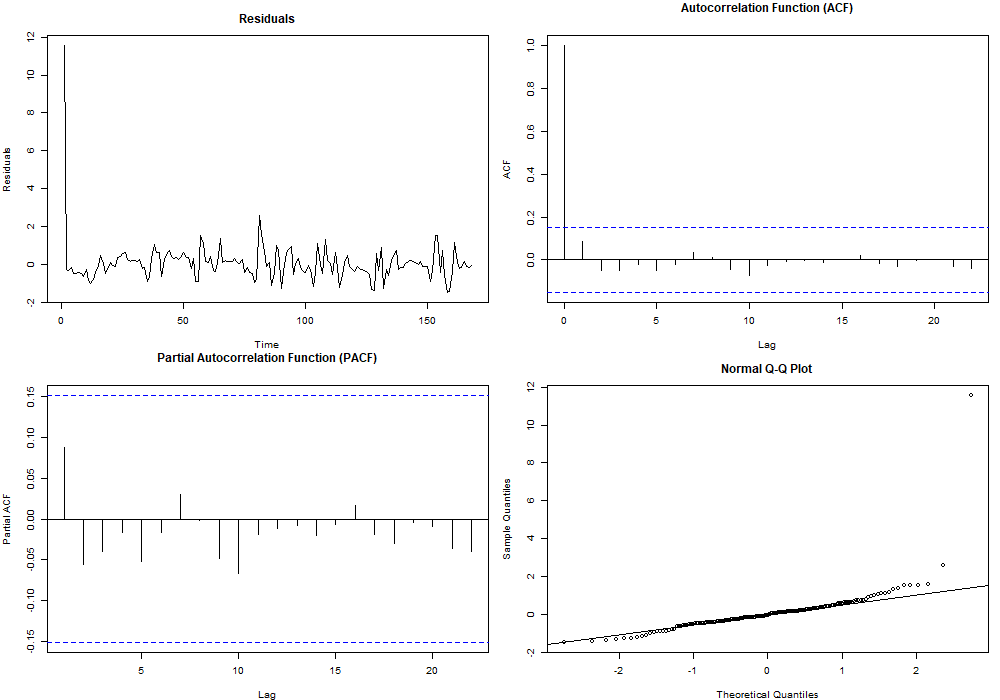 Residuals
Residuals
12
10
8
6
4
2
0
-2
0 50 100 150
Time
Autocorrelation Function (ACF)
ACF
1.0
0.8
0.6
0.4
0.2
0.0
0 5 10 15 20
Lag
Partial Autocorrelation Function (PACF)
Partial ACF
0.15
0.10
0.05
0.00
-0.05
-0.10
-0.15
5 10 15 20
Lag
Normal Q-Q Plot
Sample Quantiles
12
10
8
6
4
2
0
-2
-2 -1 0 1 2
Theoretical Quantiles